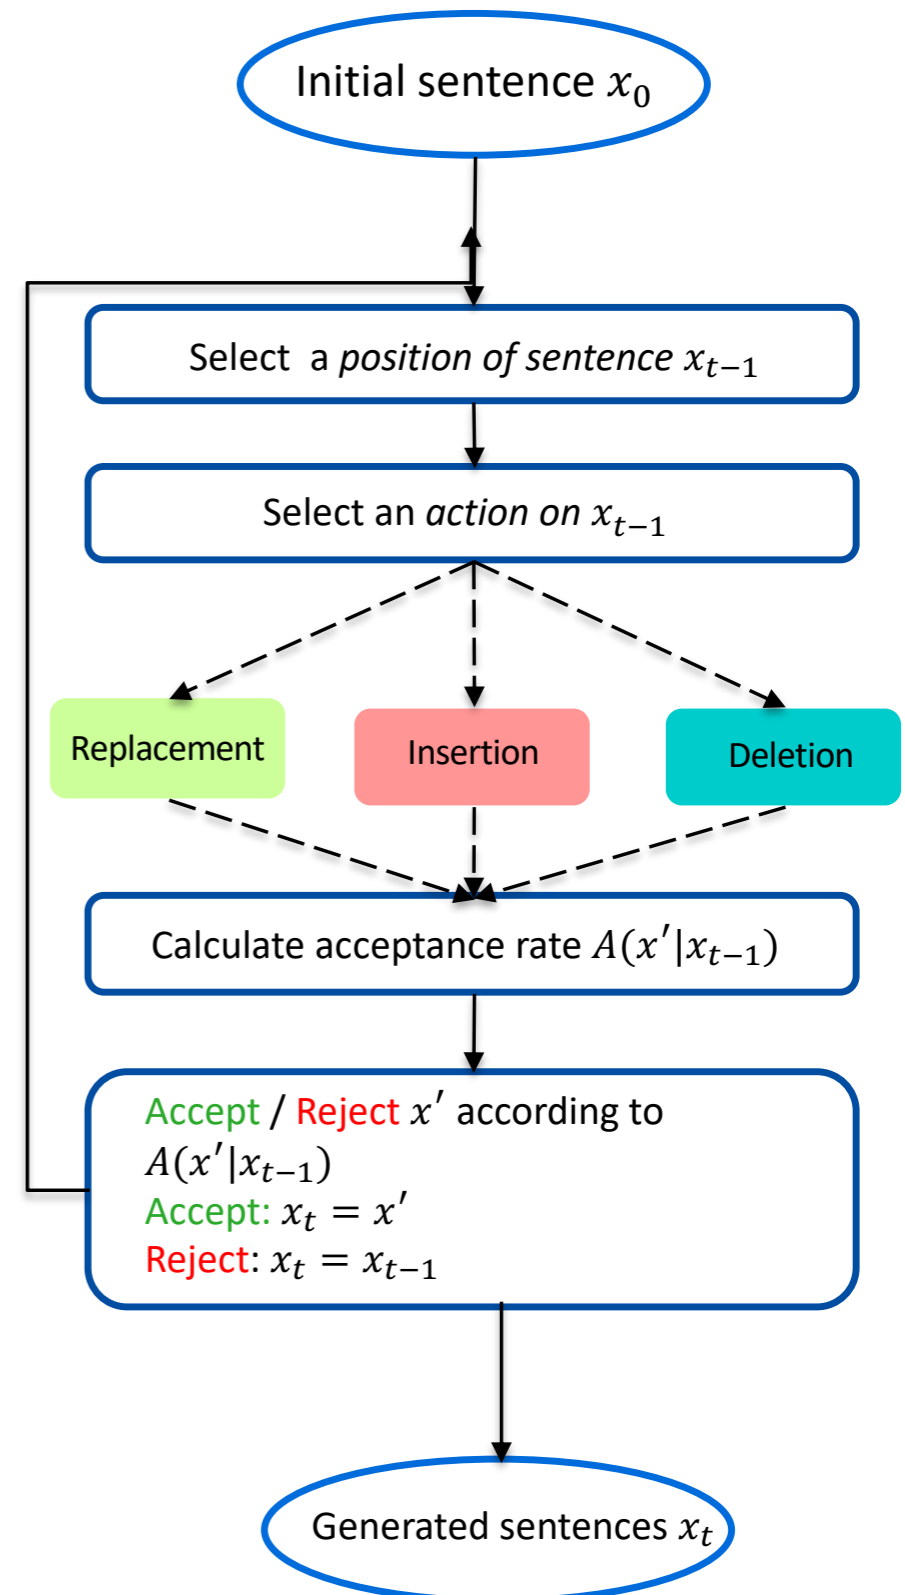 Initial sentence x₀
Select a position of sentence xₜ₋₁
Select an action on xₜ₋₁
Replacement
Insertion
Deletion
Calculate acceptance rate A(x′|xₜ₋₁)
Accept / Reject x′ according to
A(x′|xₜ₋₁)
Accept: xₜ = x′
Reject: xₜ = xₜ₋₁
Generated sentences xₜ